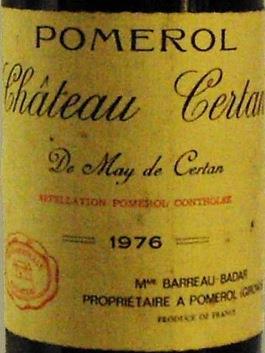 POMEROL
Château Certan
De May de Certan
APPELLATION POMEROL CONTROLEE
1976
MME BARREAU-BADAR
PROPRIÉTAIRE A POMEROL (GIRONDE
PRODUCE OF FRANCE